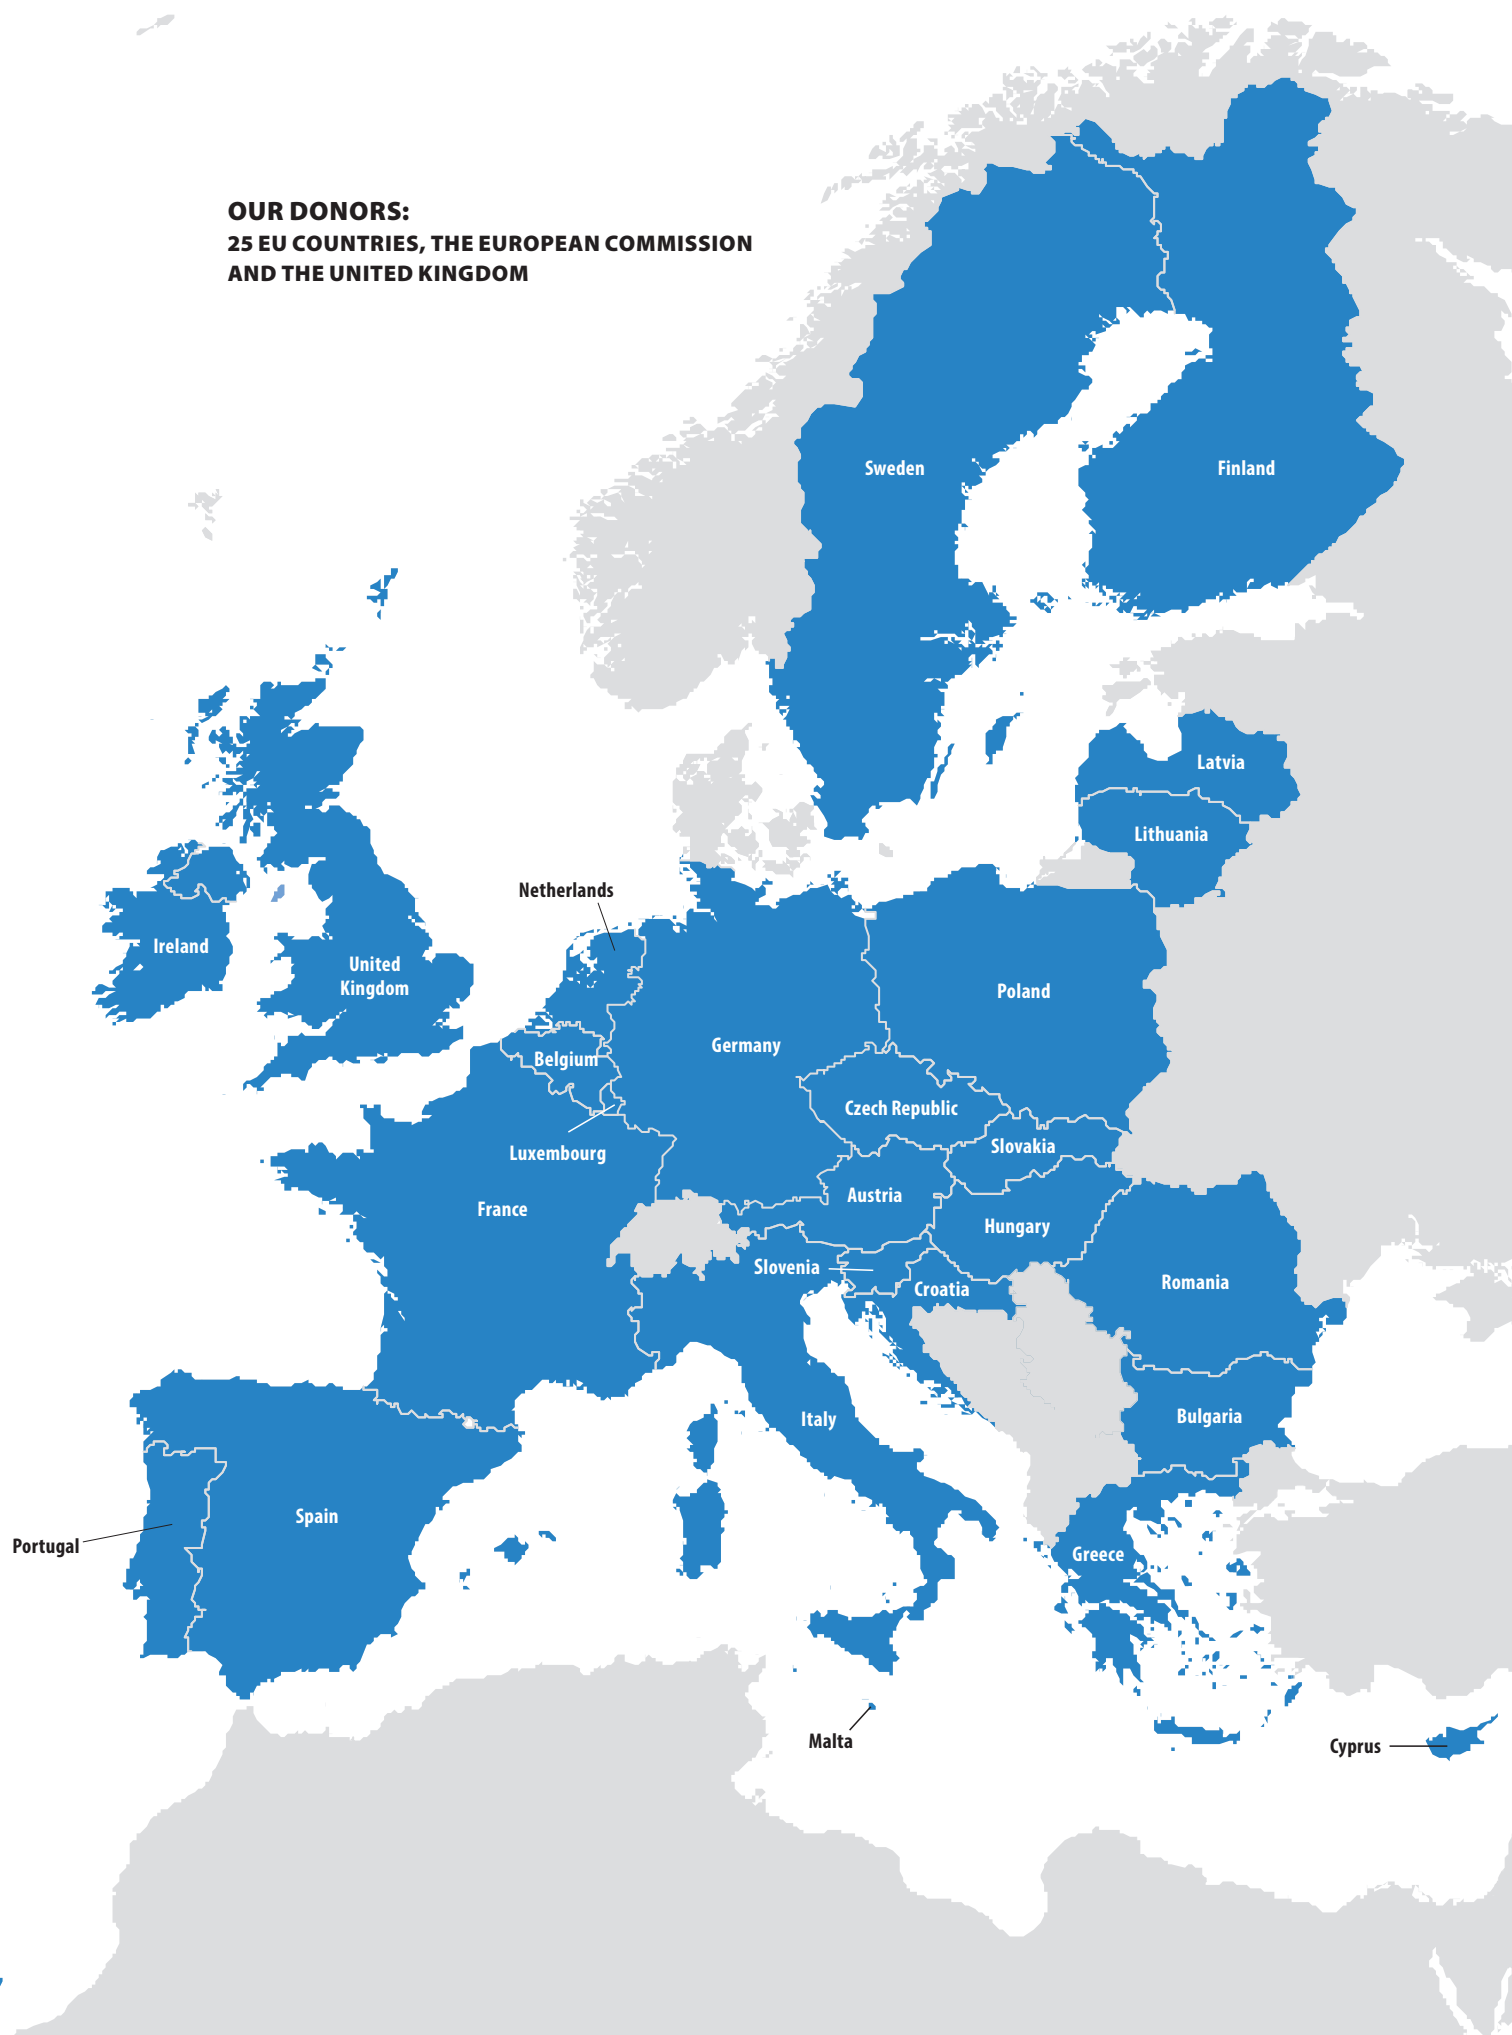 OUR DONORS:
25 EU COUNTRIES, THE EUROPEAN COMMISSION
AND THE UNITED KINGDOM
Sweden
Finland
Latvia
Lithuania
Netherlands
Ireland
United
Kingdom
Poland
Germany
Belgium
Czech Republic
Slovakia
Luxembourg
Austria
France
Hungary
Slovenia
Romania
Croatia
Bulgaria
Italy
Spain
Portugal
Greece
Malta
Cyprus